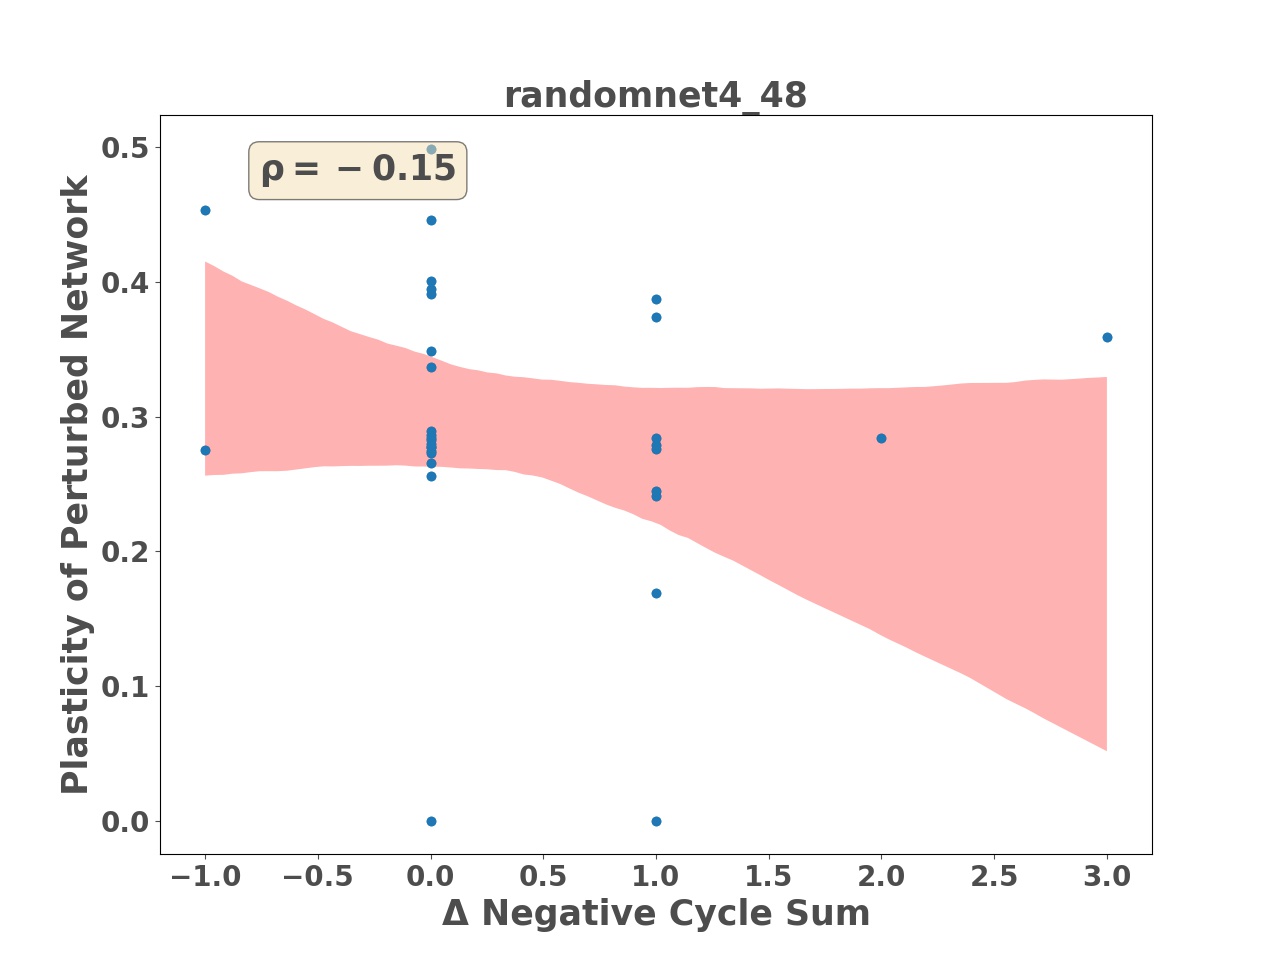 randomnet4_48
ρ = − 0.15
Plasticity of Perturbed Network
0.5
0.4
0.3
0.2
0.1
0.0
−1.0 −0.5 0.0 0.5 1.0 1.5 2.0 2.5 3.0
Δ Negative Cycle Sum